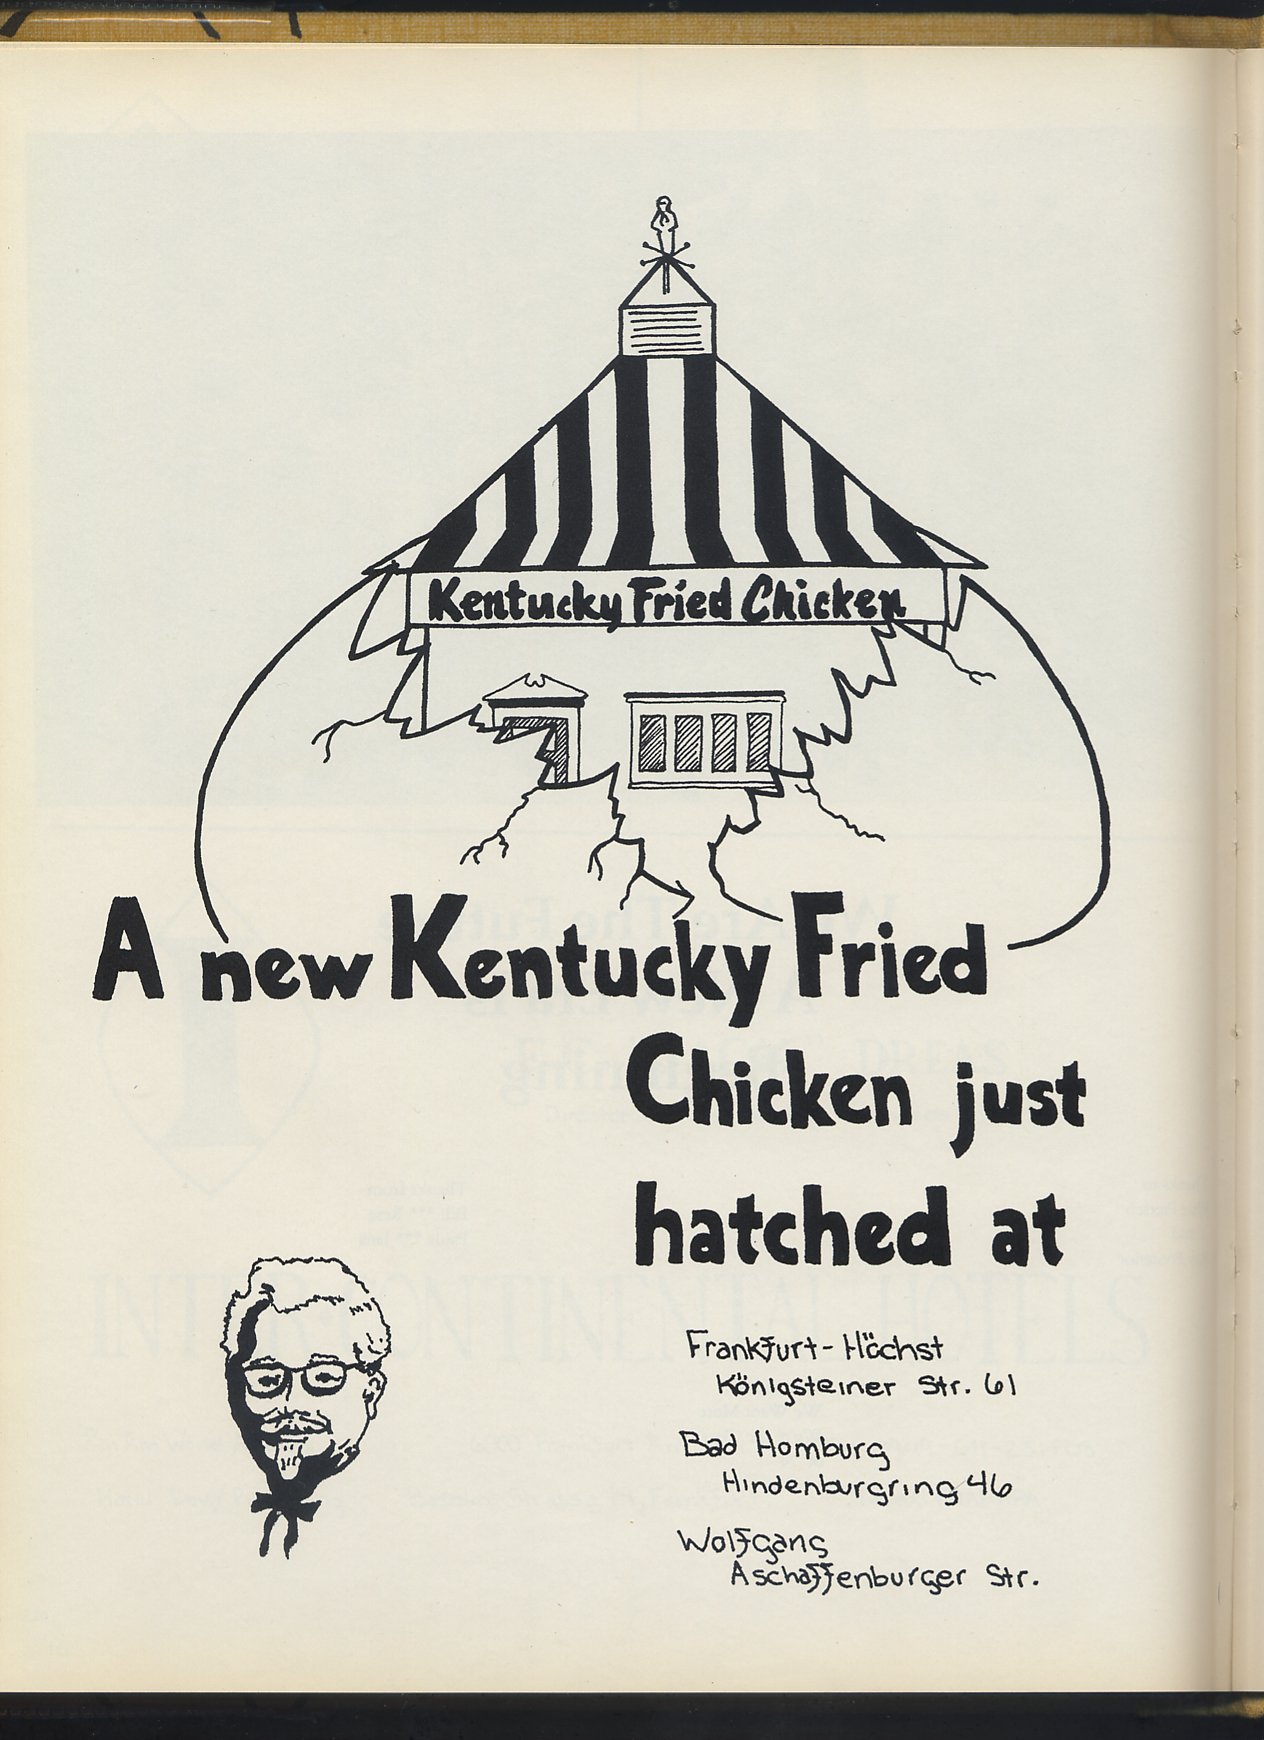 Kentucky Fried Chicken
A new Kentucky Fried
Chicken just
hatched at
Frankfurt-Höchst
Königsteiner Str. 61
Bad Homburg
Hindenburgring 46
Wolfgang
Aschaffenburger Str.